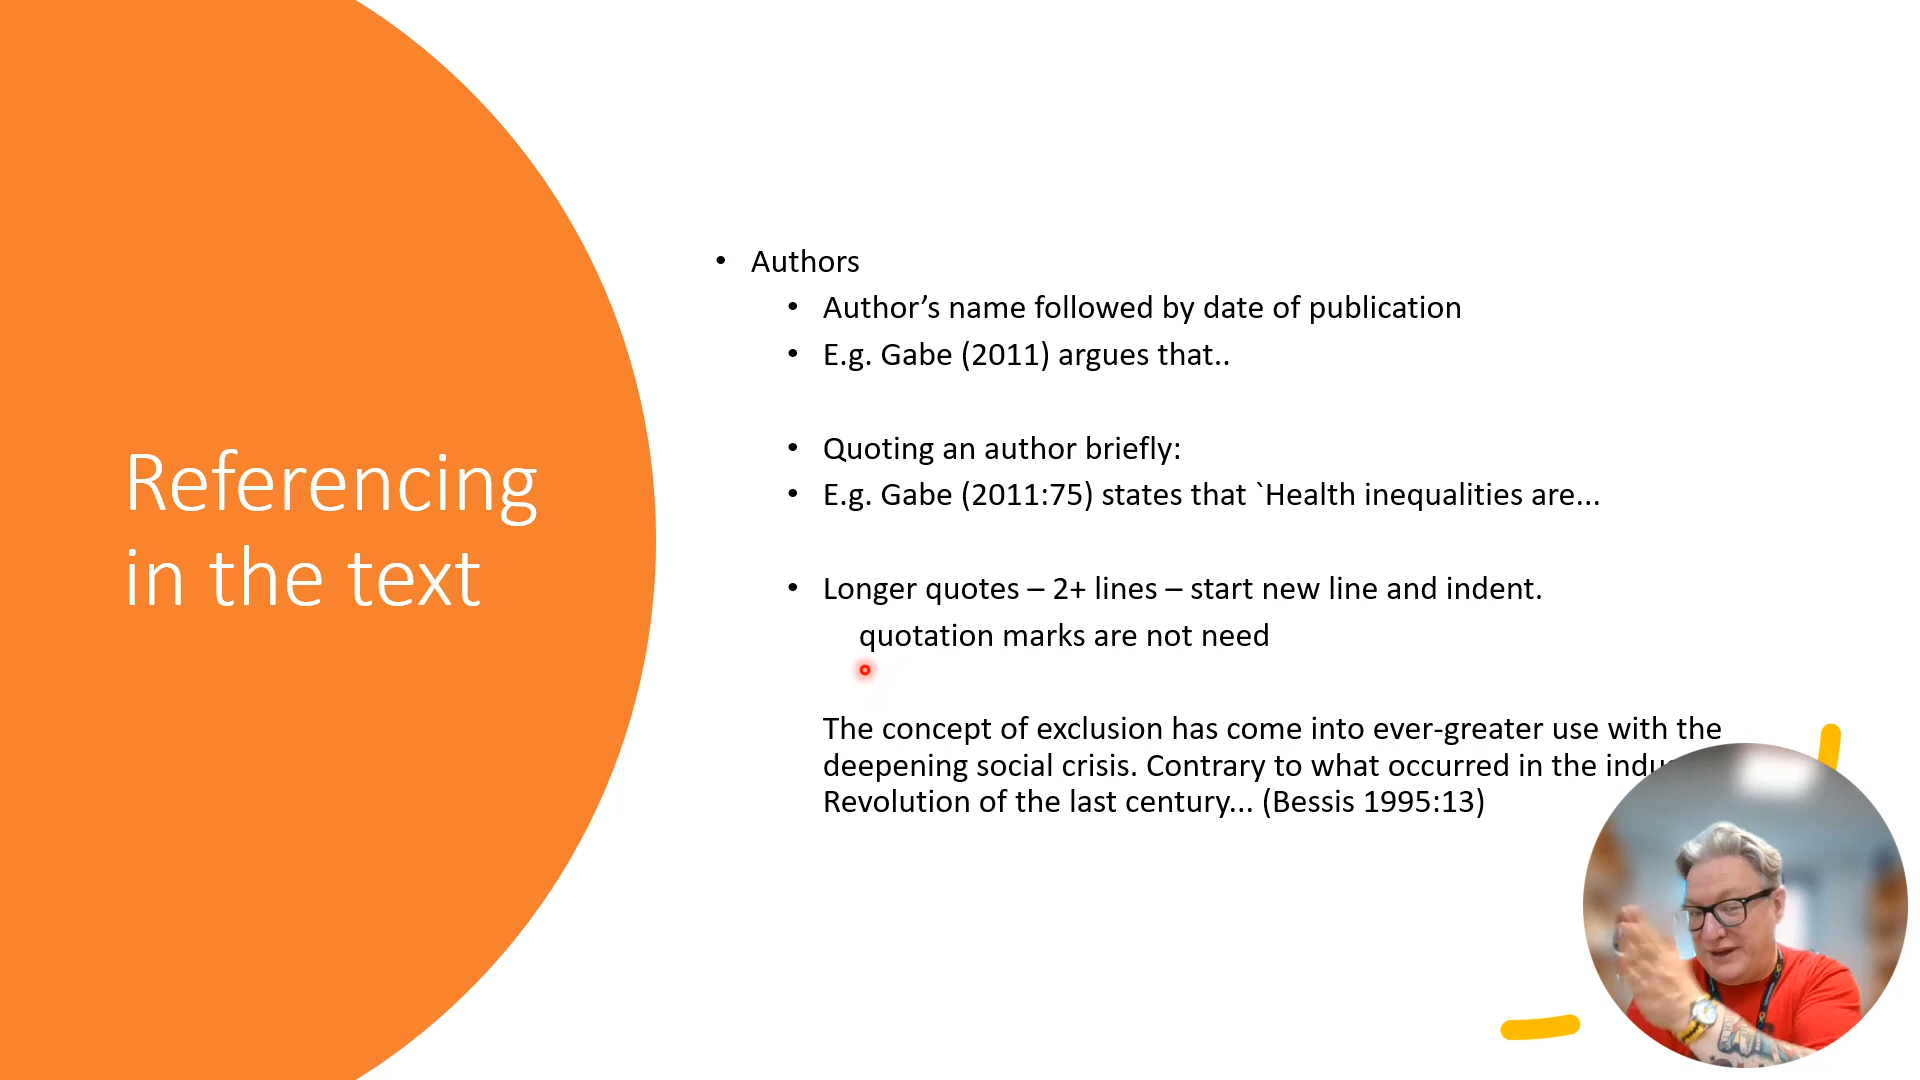 Referencing
in the text
• Authors
• Author’s name followed by date of publication
• E.g. Gabe (2011) argues that..
• Quoting an author briefly:
• E.g. Gabe (2011:75) states that `Health inequalities are...
• Longer quotes – 2+ lines – start new line and indent.
quotation marks are not need
The concept of exclusion has come into ever-greater use with the
deepening social crisis. Contrary to what occurred in the
Revolution of the last century... (Bessis 1995:13)